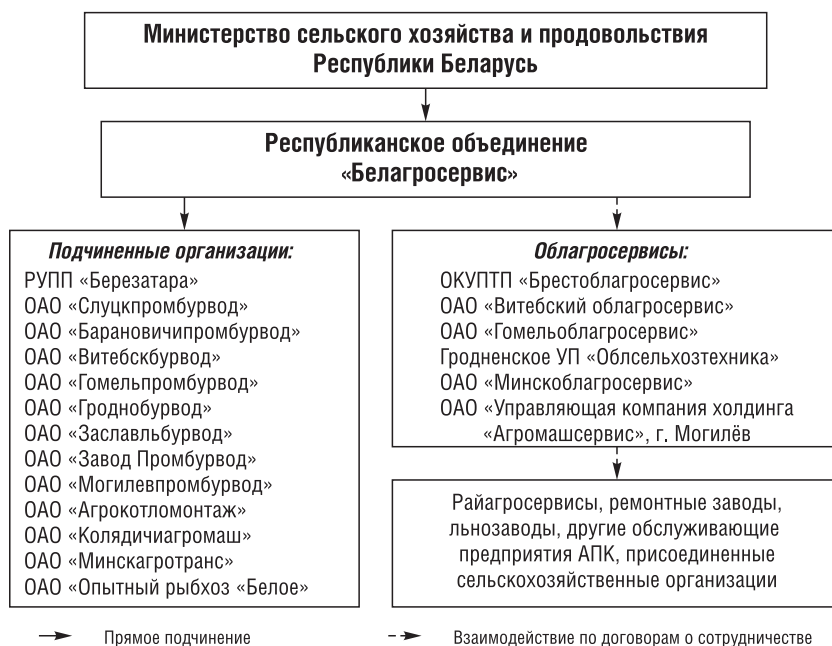 Министерство сельского хозяйства и продовольствия
Республики Беларусь
Республиканское объединение
«Белагросервис»
Подчиненные организации:
РУПП «Березатара»
ОАО «Слуцкпромбурвод»
ОАО «Барановичипромбурвод»
ОАО «Витебскбурвод»
ОАО «Гомельпромбурвод»
ОАО «Гроднобурвод»
ОАО «Заславльбурвод»
ОАО «Завод Промбурвод»
ОАО «Могилевпромбурвод»
ОАО «Агрокотломонтаж»
ОАО «Колядичиагромаш»
ОАО «Минскагротранс»
ОАО «Опытный рыбхоз «Белое»
Облагросервисы:
ОКУПТП «Брестоблагросервис»
ОАО «Витебский облагросервис»
ОАО «Гомельоблагросервис»
Гродненское УП «Облсельхозтехника»
ОАО «Минскоблагросервис»
ОАО «Управляющая компания холдинга
«Агромашсервис», г. Могилёв
Райагросервисы, ремонтные заводы,
льнозаводы, другие обслуживающие
предприятия АПК, присоединенные
сельскохозяйственные организации
Прямое подчинение
Взаимодействие по договорам о сотрудничестве